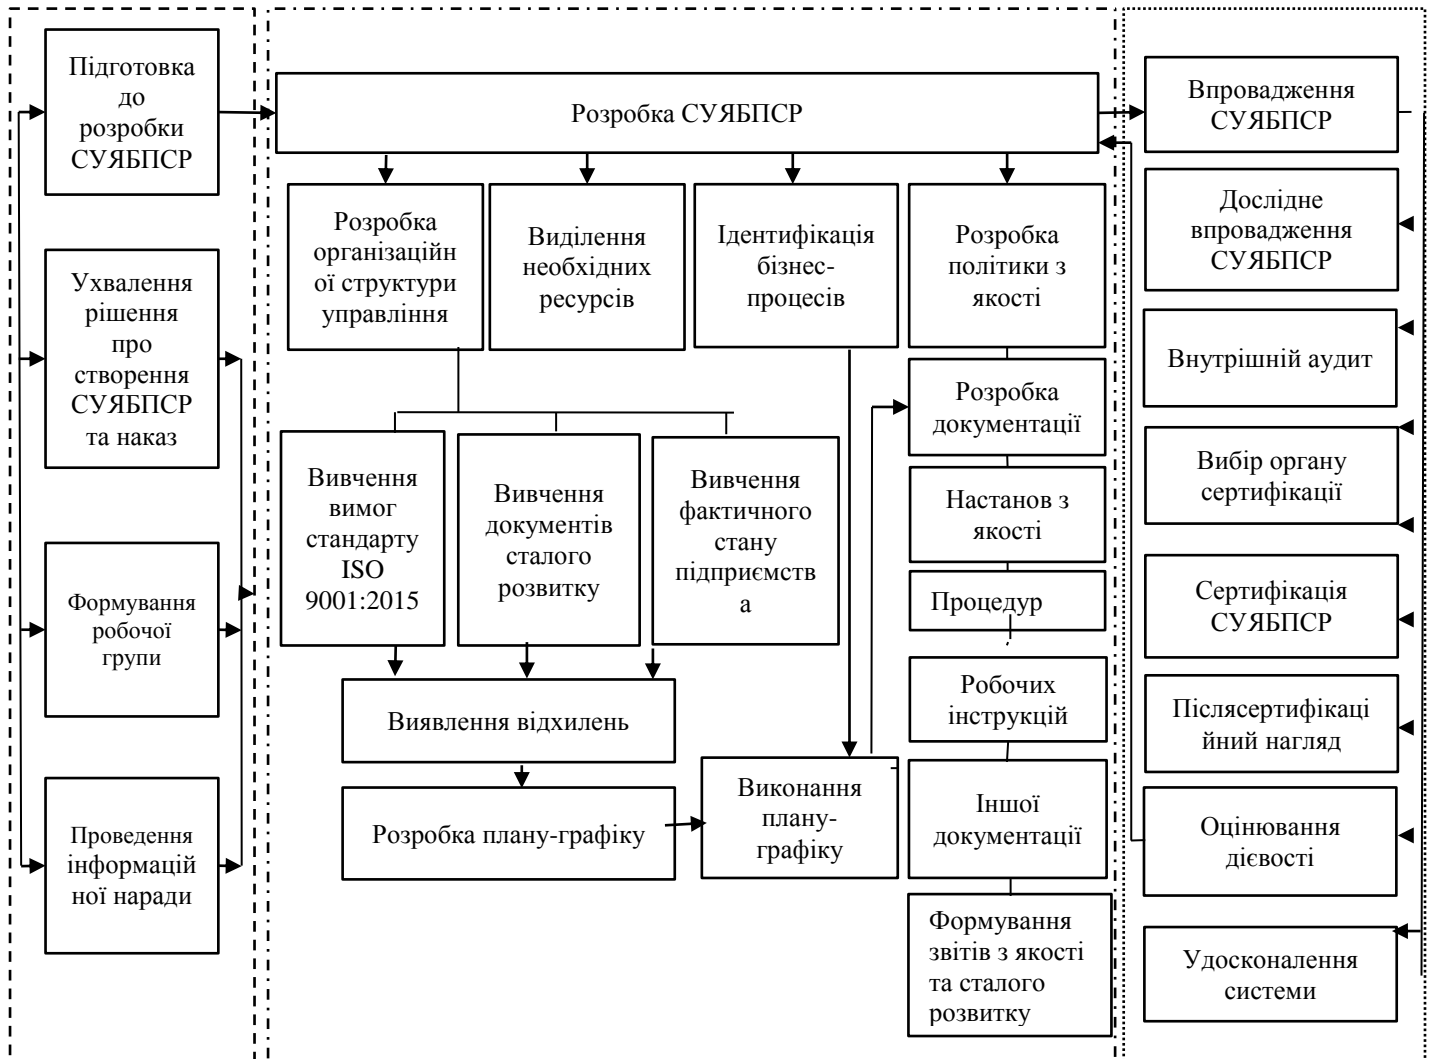 Підготовка
до
розробки
СУЯБПСР
Ухвалення
рішення
про
створення
СУЯБПСР
та наказ
Формування
робочої
групи
Проведення
інформацій
ної наради
Розробка СУЯБПСР
Розробка
організаційн
ої структури
управління
Виділення
необхідних
ресурсів
Ідентифікація
бізнес-
процесів
Розробка
політики з
якості
Вивчення
вимог
стандарту
ISO
9001:2015
Вивчення
документів
сталого
розвитку
Вивчення
фактичного
стану
підприємств
а
Виявлення відхилень
Розробка плану-графіку
Виконання
плану-
графіку
Розробка
документації
Настанов з
якості
Процедур
Робочих
інструкцій
Іншої
документації
Формування
звітів з якості
та сталого
розвитку
Впровадження
СУЯБПСР
Дослідне
впровадження
СУЯБПСР
Внутрішній аудит
Вибір органу
сертифікації
Сертифікація
СУЯБПСР
Післясертифікаці
йний нагляд
Оцінювання
дієвості
Удосконалення
системи